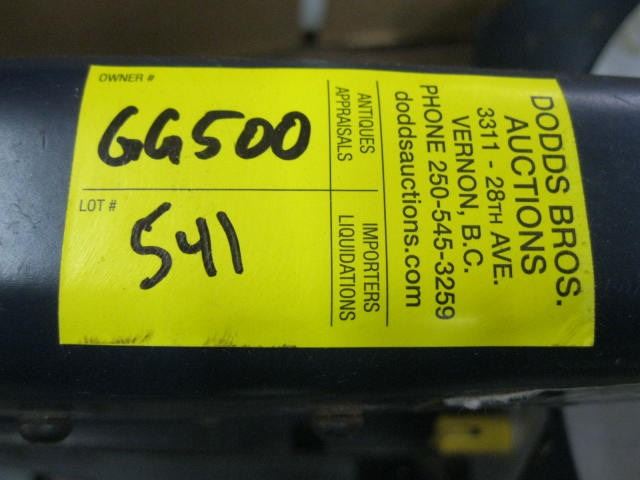 OWNER #
GG500
LOT #
541
ANTIQUES
APPRAISALS
IMPORTERS
LIQUIDATIONS
DODDS BROS.
AUCTIONS
3311 - 28TH AVE.
VERNON, B.C.
PHONE 250-545-3259
doddsauctions.com